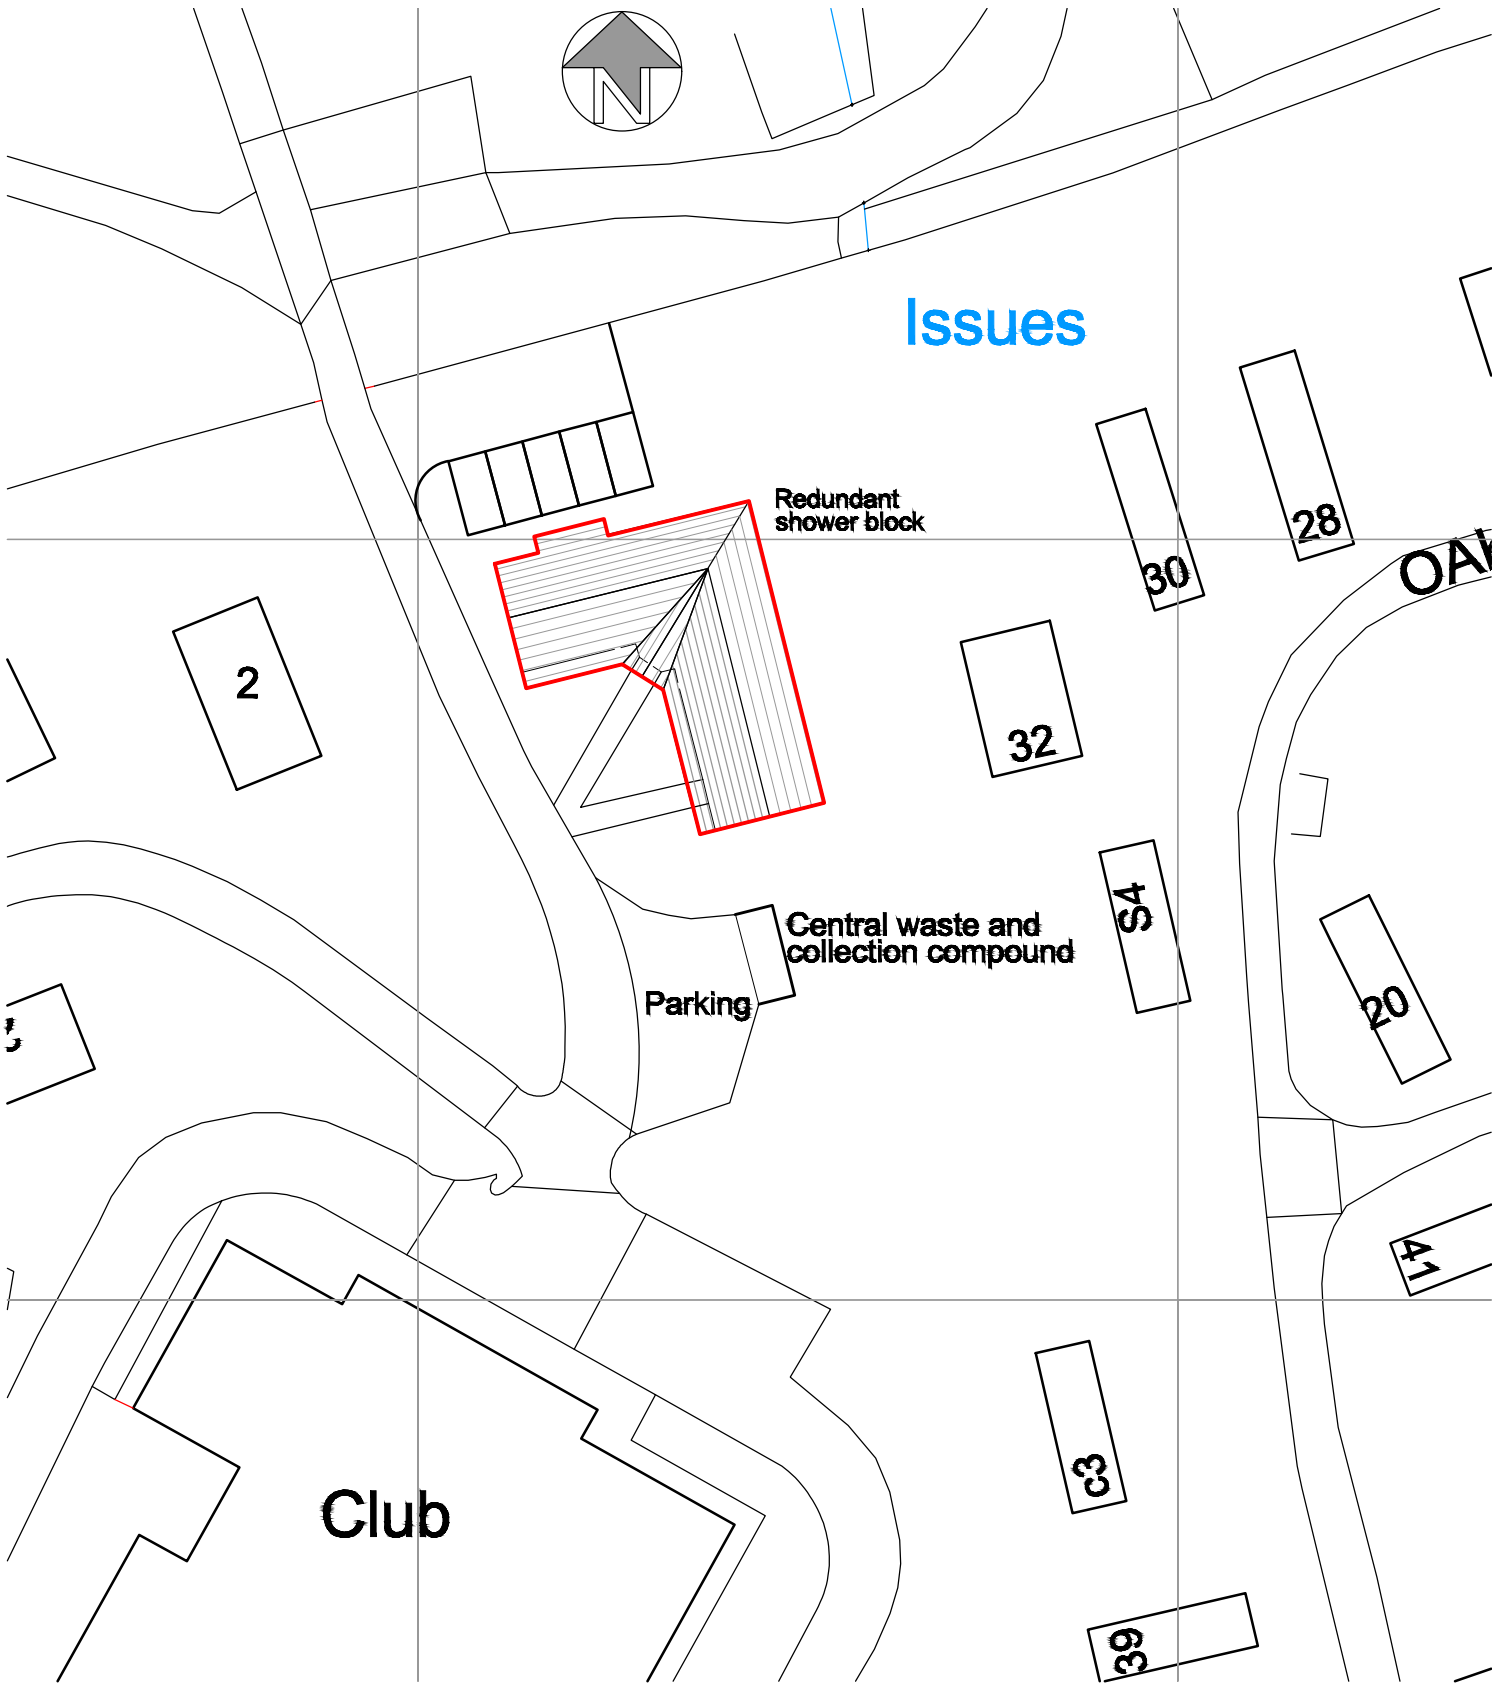 N
Issues
Redundant
shower block
28
30
OAK
2
32
S4
Central waste and
collection compound
Parking
20
41
c3
Club
39